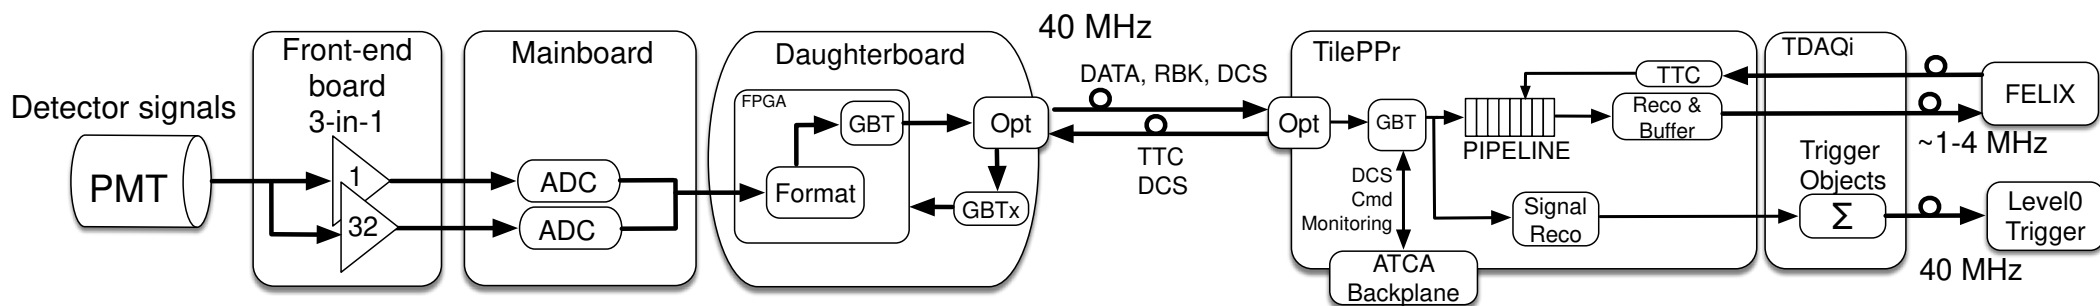 Detector signals
PMT
Front-end
board
3-in-1
1
32
Mainboard
ADC
ADC
Daughterboard
FPGA
GBT
Format
Opt
GBTx
40 MHz
DATA, RBK, DCS
TTC
DCS
TilePPr
Opt
GBT
PIPELINE
TTC
Reco &
Buffer
DCS
Cmd
Monitoring
Signal
Reco
ATCA
Backplane
TDAQi
Trigger
Objects
Σ
FELIX
~1-4 MHz
Level0
Trigger
40 MHz